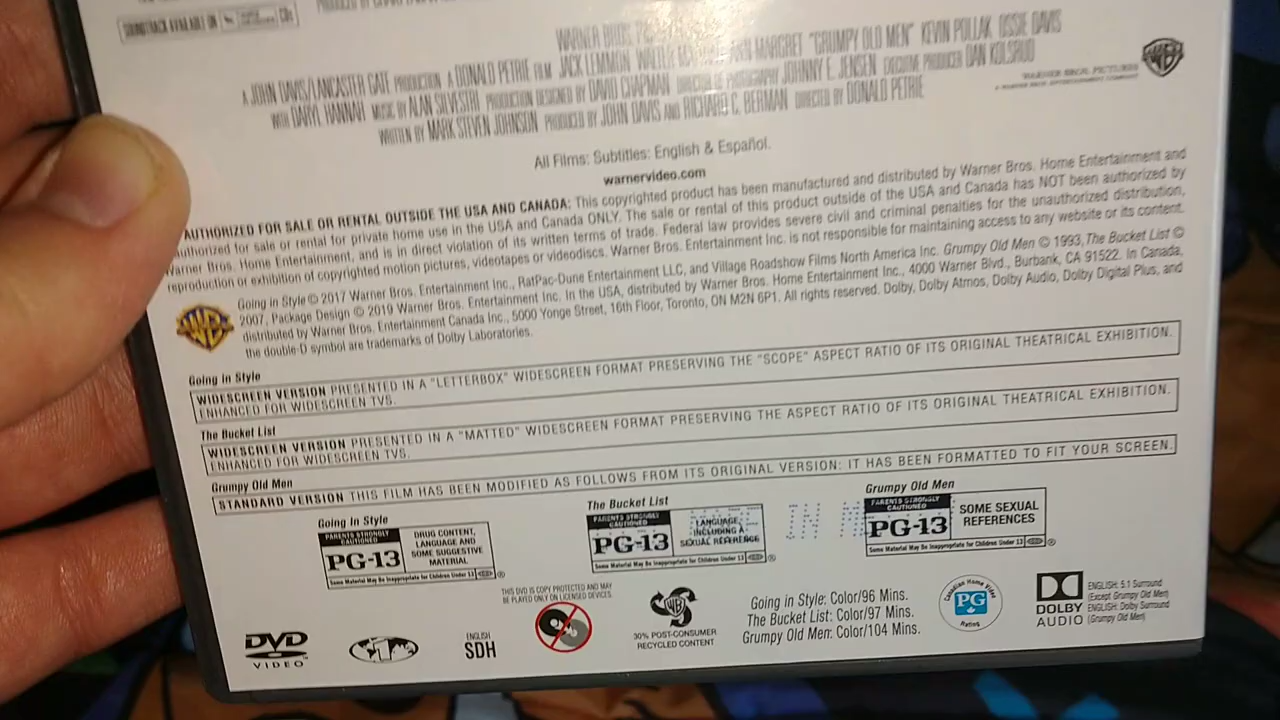 SOUNDTRACK AVAILABLE ON
WARNER BROS. ANN-MARGRET "GRUMPY OLD MEN" KEVIN POLLAK OSSIE DAVIS
A JOHN DAVIS/LANCASTER GATE PRODUCTION A DONALD PETRIE FILM JACK LEMMON
WITH DARYL HANNAH MUSIC BY ALAN SILVESTRI PRODUCTION DESIGNED BY DAVID CHAPMAN DIRECTOR OF PHOTOGRAPHY JOHNNY E. JENSEN EXECUTIVE PRODUCER DAN KOLSRUD
WRITTEN BY MARK STEVEN JOHNSON PRODUCED BY JOHN DAVIS AND RICHARD C. BERMAN DIRECTED BY DONALD PETRIE
WB
WARNER BROS. PICTURES
All Films: Subtitles: English & Español.
warnervideo.com
AUTHORIZED FOR SALE OR RENTAL OUTSIDE THE USA AND CANADA: This copyrighted product has been manufactured and distributed by Warner Bros. Home Entertainment and
authorized for sale or rental for private home use in the USA and Canada ONLY. The sale or rental of this product outside of the USA and Canada has NOT been authorized by
Warner Bros. Home Entertainment, and is in direct violation of its written terms of trade. Federal law provides severe civil and criminal penalties for the unauthorized distribution,
reproduction or exhibition of copyrighted motion pictures, videotapes or videodiscs. Warner Bros. Entertainment Inc. is not responsible for maintaining access to any website or its content.
Going in Style © 2017 Warner Bros. Entertainment Inc., RatPac-Dune Entertainment LLC, and Village Roadshow Films North America Inc. Grumpy Old Men © 1993, The Bucket List ©
2007, Package Design © 2019 Warner Bros. Entertainment Inc. In the USA, distributed by Warner Bros. Home Entertainment Inc., 4000 Warner Blvd., Burbank, CA 91522. In Canada,
distributed by Warner Bros. Entertainment Canada Inc., 5000 Yonge Street, 16th Floor, Toronto, ON M2N 6P1. All rights reserved. Dolby, Dolby Atmos, Dolby Audio, Dolby Digital Plus, and
the double-D symbol are trademarks of Dolby Laboratories.
WB
Going in Style
WIDESCREEN VERSION PRESENTED IN A "LETTERBOX" WIDESCREEN FORMAT PRESERVING THE "SCOPE" ASPECT RATIO OF ITS ORIGINAL THEATRICAL EXHIBITION.
ENHANCED FOR WIDESCREEN TVS.
The Bucket List
WIDESCREEN VERSION PRESENTED IN A "MATTED" WIDESCREEN FORMAT PRESERVING THE ASPECT RATIO OF ITS ORIGINAL THEATRICAL EXHIBITION.
ENHANCED FOR WIDESCREEN TVS.
Grumpy Old Men
STANDARD VERSION THIS FILM HAS BEEN MODIFIED AS FOLLOWS FROM ITS ORIGINAL VERSION: IT HAS BEEN FORMATTED TO FIT YOUR SCREEN.
Going in Style
PARENTS STRONGLY CAUTIONED
PG-13
DRUG CONTENT,
LANGUAGE AND
SOME SUGGESTIVE
MATERIAL
Some Material May Be Inappropriate for Children Under 13
The Bucket List
PARENTS STRONGLY CAUTIONED
PG-13
LANGUAGE,
INCLUDING A
SEXUAL REFERENCE
Some Material May Be Inappropriate for Children Under 13
Grumpy Old Men
PARENTS STRONGLY CAUTIONED
PG-13
SOME SEXUAL
REFERENCES
Some Material May Be Inappropriate for Children Under 13
DVD
VIDEO
ENGLISH
SDH
THIS DVD IS COPY PROTECTED AND MAY
BE PLAYED ONLY ON LICENSED DEVICES.
WB
30% POST-CONSUMER
RECYCLED CONTENT
Going in Style: Color/96 Mins.
The Bucket List: Color/97 Mins.
Grumpy Old Men: Color/104 Mins.
Canadian Home Video
PG
Ratings
DOLBY
AUDIO
ENGLISH: 5.1 Surround
(Except Grumpy Old Men)
ENGLISH: Dolby Surround
(Grumpy Old Men)